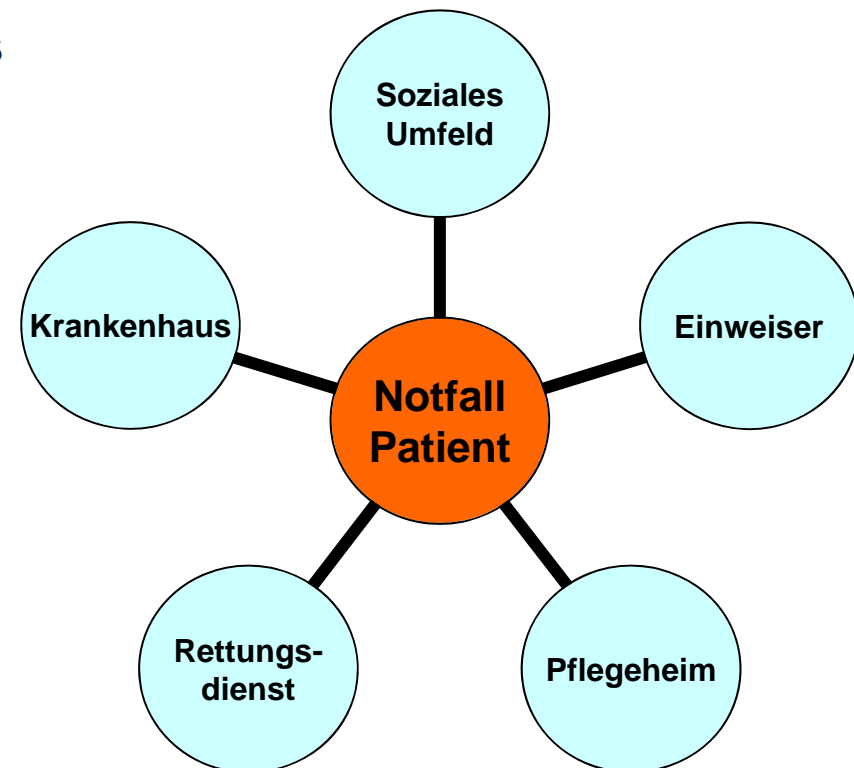 Soziales
Umfeld
Krankenhaus
Einweiser
Notfall
Patient
Rettungs-
dienst
Pflegeheim